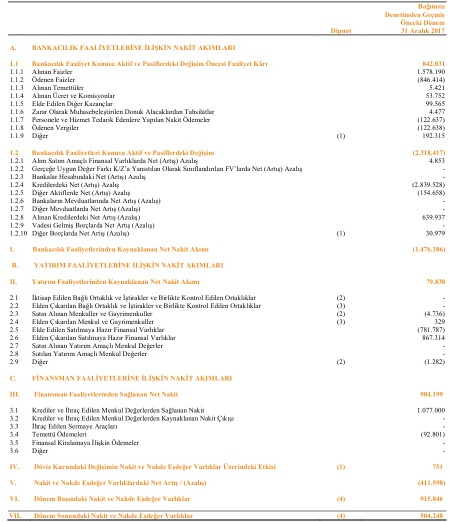 Bağımsız
Denetimden Geçmiş
Önceki Dönem
Dipnot 31 Aralık 2017
A. BANKACILIK FAALİYETLERİNE İLİŞKİN NAKİT AKIMLARI
1.1 Bankacılık Faaliyet Konusu Aktif ve Pasiflerdeki Değişim Öncesi Faaliyet Kârı 842.031
1.1.1 Alınan Faizler 1.578.190
1.1.2 Ödenen Faizler (846.414)
1.1.3 Alınan Temettüler 5.421
1.1.4 Alınan Ücret ve Komisyonlar 53.752
1.1.5 Elde Edilen Diğer Kazançlar 99.565
1.1.6 Zarar Olarak Muhasebeleştirilen Donuk Alacaklardan Tahsilatlar 4.477
1.1.7 Personele ve Hizmet Tedarik Edenlere Yapılan Nakit Ödemeler (122.637)
1.1.8 Ödenen Vergiler (122.638)
1.1.9 Diğer (1) 192.315
1.2 Bankacılık Faaliyetleri Konusu Aktif ve Pasiflerdeki Değişim (2.318.417)
1.2.1 Alım Satım Amaçlı Finansal Varlıklarda Net (Artış) Azalış 4.853
1.2.2 Gerçeğe Uygun Değer Farkı K/Z'a Yansıtılan Olarak Sınıflandırılan FV'larda Net (Artış) Azalış -
1.2.3 Bankalar Hesabındaki Net (Artış) Azalış -
1.2.4 Kredilerdeki Net (Artış) Azalış (2.839.528)
1.2.5 Diğer Aktiflerde Net (Artış) Azalış (154.658)
1.2.6 Bankaların Mevduatlarında Net Artış (Azalış) -
1.2.7 Diğer Mevduatlarda Net Artış (Azalış) -
1.2.8 Alınan Kredilerdeki Net Artış (Azalış) 639.937
1.2.9 Vadesi Gelmiş Borçlarda Net Artış (Azalış) -
1.2.10 Diğer Borçlarda Net Artış (Azalış) (1) 30.979
I. Bankacılık Faaliyetlerinden Kaynaklanan Net Nakit Akımı (1.476.386)
B. YATIRIM FAALİYETLERİNE İLİŞKİN NAKİT AKIMLARI
II. Yatırım Faaliyetlerinden Kaynaklanan Net Nakit Akımı 79.838
2.1 İktisap Edilen Bağlı Ortaklık ve İştirakler ve Birlikte Kontrol Edilen Ortaklıklar (2) -
2.2 Elden Çıkarılan Bağlı Ortaklık ve İştirakler ve Birlikte Kontrol Edilen Ortaklıklar (3) -
2.3 Satın Alınan Menkuller ve Gayrimenkuller (2) (4.736)
2.4 Elden Çıkarılan Menkul ve Gayrimenkuller (3) 329
2.5 Elde Edilen Satılmaya Hazır Finansal Varlıklar (781.787)
2.6 Elden Çıkarılan Satılmaya Hazır Finansal Varlıklar 867.314
2.7 Satın Alınan Yatırım Amaçlı Menkul Değerler -
2.8 Satılan Yatırım Amaçlı Menkul Değerler -
2.9 Diğer (2) (1.282)
C. FİNANSMAN FAALİYETLERİNE İLİŞKİN NAKİT AKIMLARI
III. Finansman Faaliyetlerinden Sağlanan Net Nakit 984.199
3.1 Krediler ve İhraç Edilen Menkul Değerlerden Sağlanan Nakit 1.077.000
3.2 Krediler ve İhraç Edilen Menkul Değerlerden Kaynaklanan Nakit Çıkışı -
3.3 İhraç Edilen Sermaye Araçları -
3.4 Temettü Ödemeleri (92.801)
3.5 Finansal Kiralamaya İlişkin Ödemeler -
3.6 Diğer -
IV. Döviz Kurundaki Değişimin Nakit ve Nakde Eşdeğer Varlıklar Üzerindeki Etkisi (1) 751
V. Nakit ve Nakde Eşdeğer Varlıklardaki Net Artış / (Azalış) (411.598)
VI. Dönem Başındaki Nakit ve Nakde Eşdeğer Varlıklar (4) 915.846
VII. Dönem Sonundaki Nakit ve Nakde Eşdeğer Varlıklar (4) 504.248